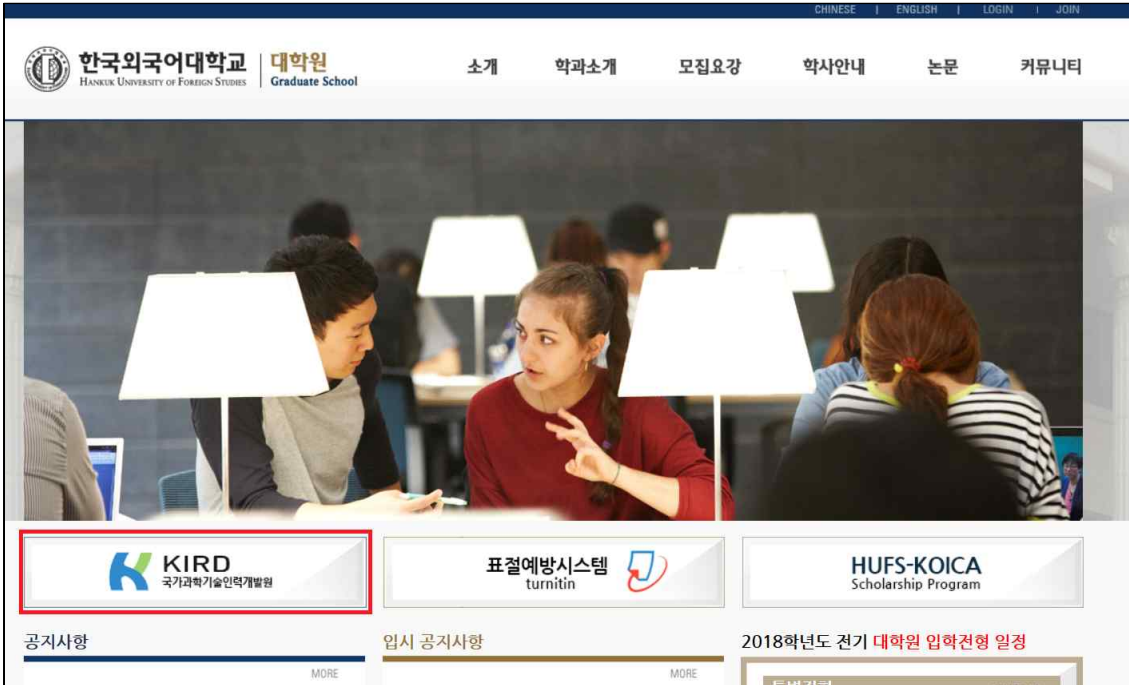 CHINESE | ENGLISH | LOGIN | JOIN
한국외국어대학교
HANKUK UNIVERSITY OF FOREIGN STUDIES
대학원
Graduate School
소개 학과소개 모집요강 학사안내 논문 커뮤니티
KIRD
국가과학기술인력개발원
표절예방시스템
turnitin
HUFS-KOICA
Scholarship Program
공지사항
MORE
입시 공지사항
MORE
2018학년도 전기 대학원 입학전형 일정